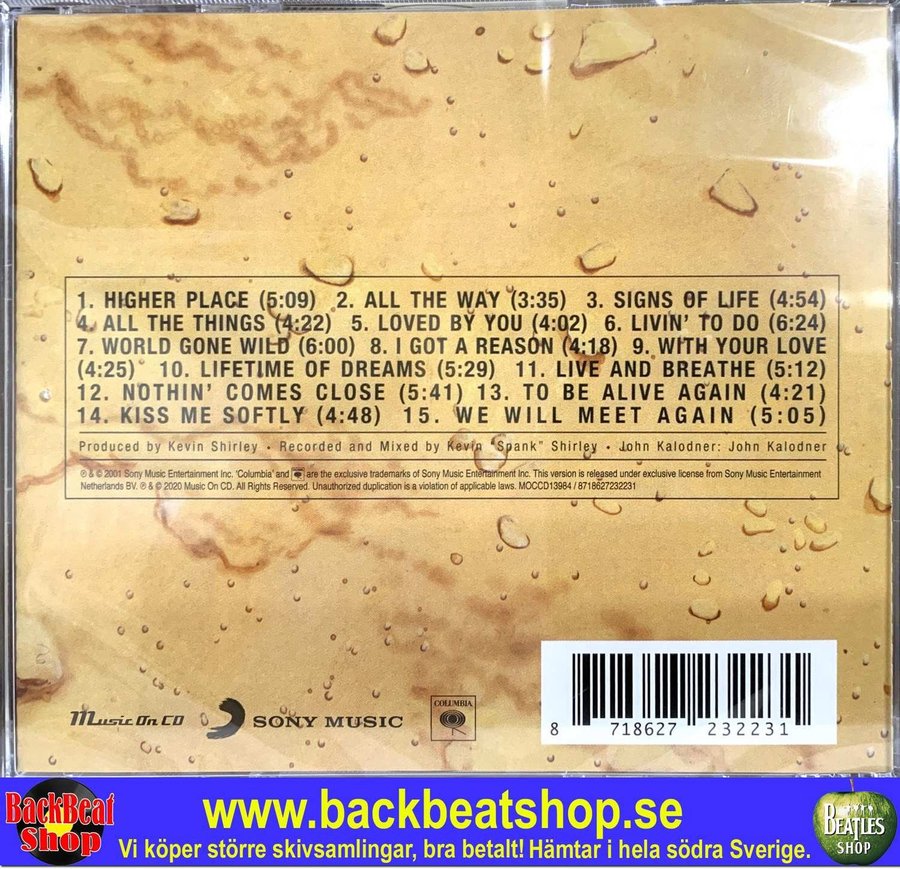 1. HIGHER PLACE (5:09) 2. ALL THE WAY (3:35) 3. SIGNS OF LIFE (4:54)
4. ALL THE THINGS (4:22) 5. LOVED BY YOU (4:02) 6. LIVIN' TO DO (6:24)
7. WORLD GONE WILD (6:00) 8. I GOT A REASON (4:18) 9. WITH YOUR LOVE
(4:25) 10. LIFETIME OF DREAMS (5:29) 11. LIVE AND BREATHE (5:12)
12. NOTHIN' COMES CLOSE (5:41) 13. TO BE ALIVE AGAIN (4:21)
14. KISS ME SOFTLY (4:48) 15. WE WILL MEET AGAIN (5:05)
Produced by Kevin Shirley • Recorded and Mixed by Kevin "Spank" Shirley • John Kalodner: John Kalodner
℗ & © 2001 Sony Music Entertainment Inc. 'Columbia' and are the exclusive trademarks of Sony Music Entertainment Inc. This version is released under exclusive license from Sony Music Entertainment
Netherlands BV. ℗ & © 2020 Music On CD. All Rights Reserved. Unauthorized duplication is a violation of applicable laws. MOCCD13984 / 8718627232231
Music On CD
SONY MUSIC
COLUMBIA
8 718627 232231
BackBeat
Shop
www.backbeatshop.se
Vi köper större skivsamlingar, bra betalt! Hämtar i hela södra Sverige.
THE
BEATLES
SHOP